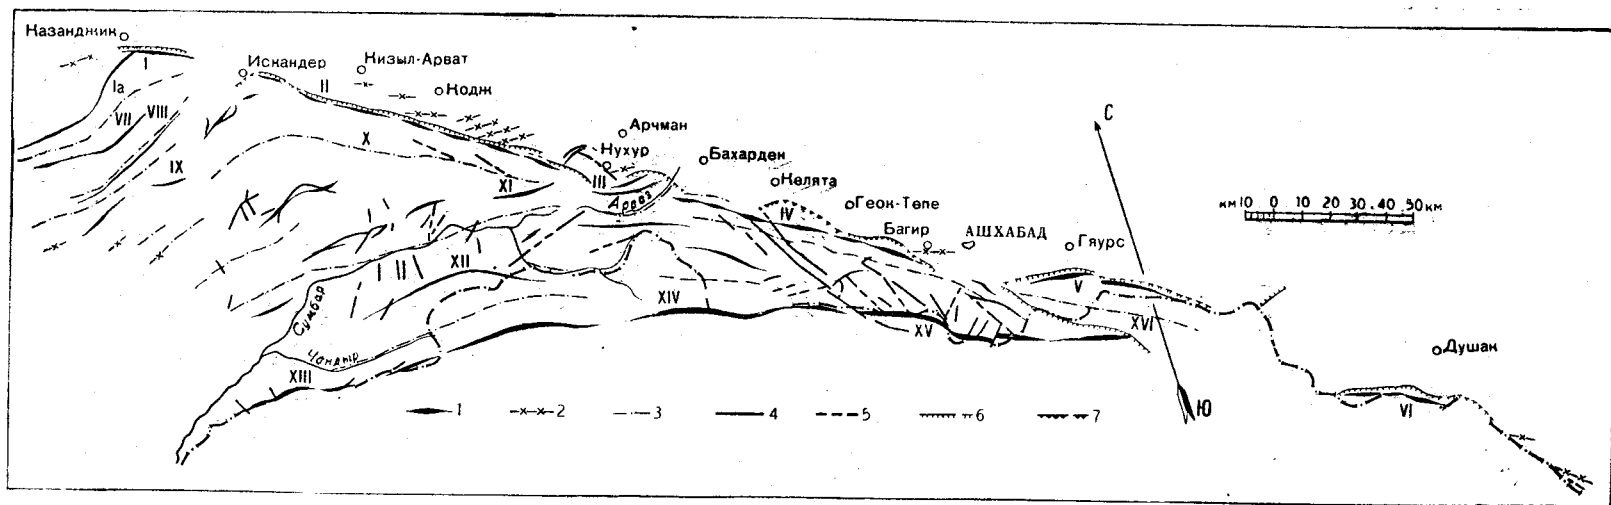 Казанджик
Искандер
Кизыл-Арват
Кодж
Арчман
Нухур
Бахарден
Келята
Геок-Тепе
Багир
АШХАБАД
Гяурс
Душак
С
Ю
км 10 0 10 20 30 40 50 км
I
Iа
VII
VIII
IX
II
X
XI
III
Арваз
IV
V
XII
XIV
XV
XVI
VI
XIII
Сумбар
Чандыр
1 2 3 4 5 6 7